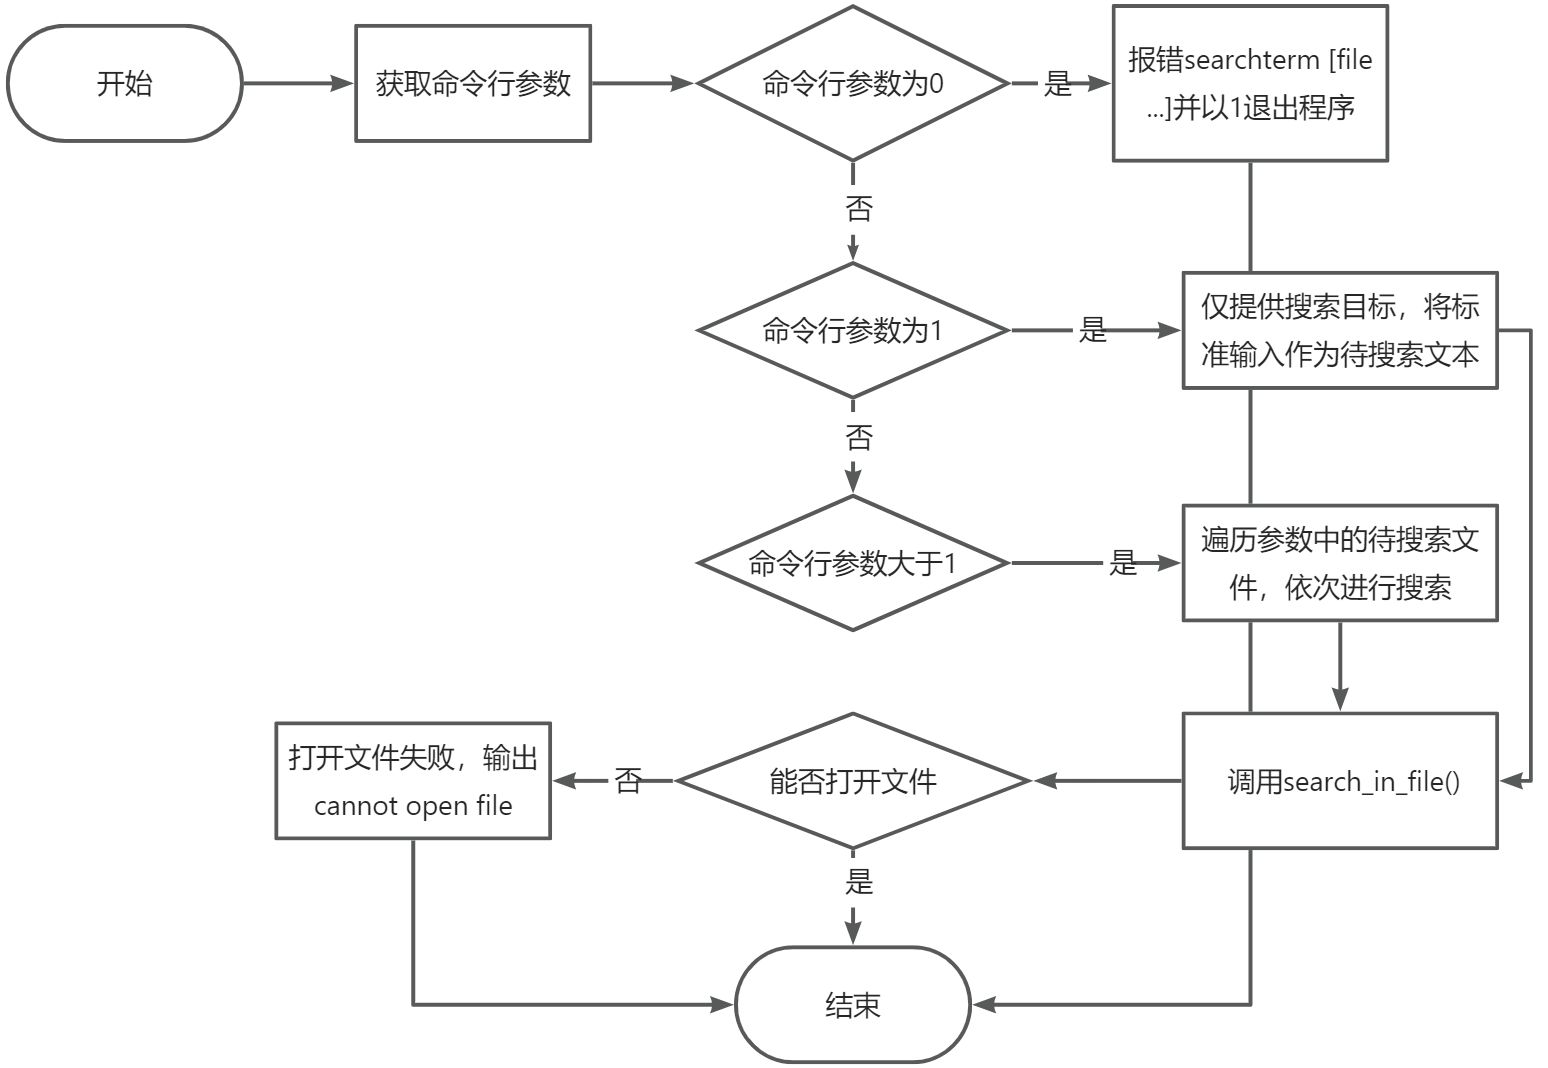 开始
获取命令行参数
命令行参数为0
是
报错searchterm [file
...]并以1退出程序
否
命令行参数为1
是
仅提供搜索目标，将标
准输入作为待搜索文本
否
命令行参数大于1
是
遍历参数中的待搜索文
件，依次进行搜索
打开文件失败，输出
cannot open file
否
能否打开文件
调用search_in_file()
是
结束